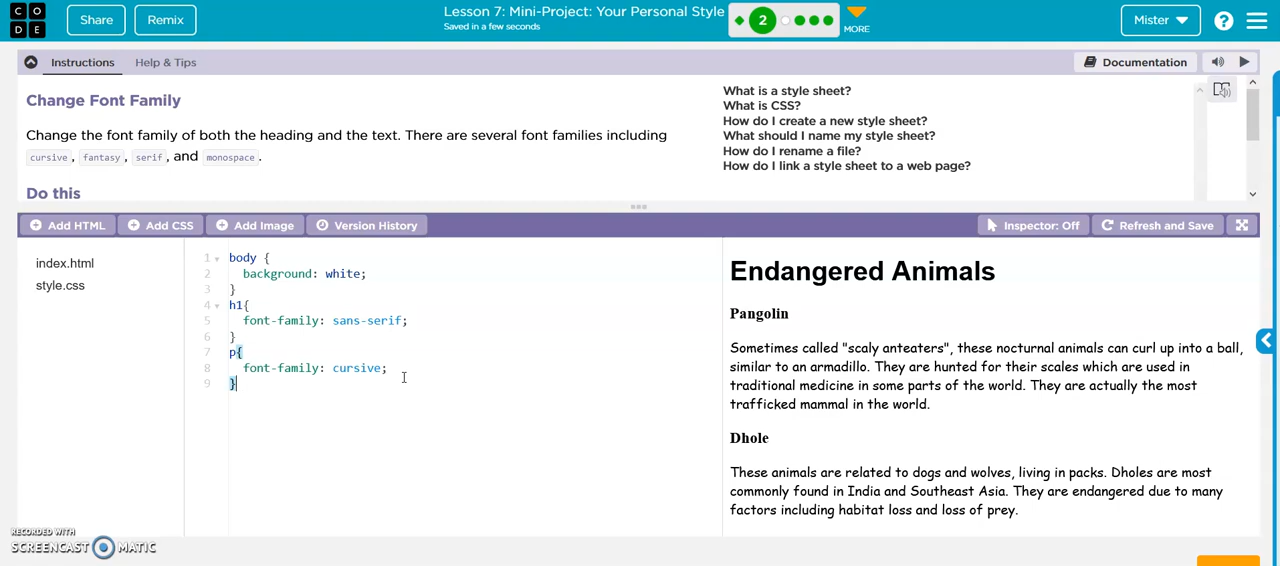 C O
D E
Share
Remix
Lesson 7: Mini-Project: Your Personal Style
Saved in a few seconds
2
MORE
Mister
?
Instructions
Help & Tips
Documentation
Change Font Family
Change the font family of both the heading and the text. There are several font families including
cursive, fantasy, serif, and monospace.
Do this
What is a style sheet?
What is CSS?
How do I create a new style sheet?
What should I name my style sheet?
How do I rename a file?
How do I link a style sheet to a web page?
Add HTML
Add CSS
Add Image
Version History
Inspector: Off
Refresh and Save
index.html
style.css
1 body {
2 background: white;
3 }
4 h1{
5 font-family: sans-serif;
6 }
7 p{
8 font-family: cursive;
9 }
Endangered Animals
Pangolin
Sometimes called "scaly anteaters", these nocturnal animals can curl up into a ball,
similar to an armadillo. They are hunted for their scales which are used in
traditional medicine in some parts of the world. They are actually the most
trafficked mammal in the world.
Dhole
These animals are related to dogs and wolves, living in packs. Dholes are most
commonly found in India and Southeast Asia. They are endangered due to many
factors including habitat loss and loss of prey.
RECORDED WITH
SCREENCAST MATIC